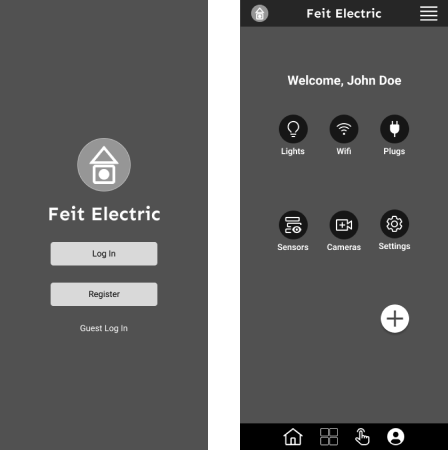 Feit Electric
Log In
Register
Guest Log In
Feit Electric
Welcome, John Doe
Lights Wifi Plugs
Sensors Cameras Settings